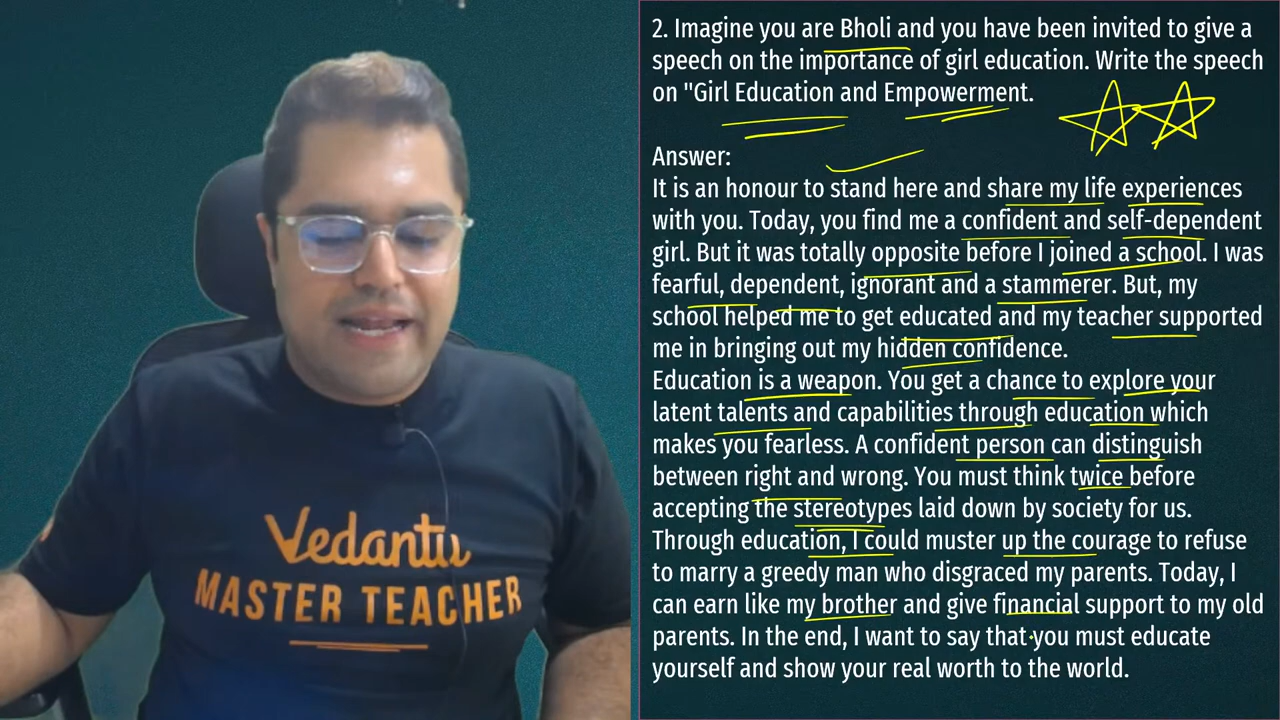 2. Imagine you are Bholi and you have been invited to give a
speech on the importance of girl education. Write the speech
on "Girl Education and Empowerment.
Answer:
It is an honour to stand here and share my life experiences
with you. Today, you find me a confident and self-dependent
girl. But it was totally opposite before I joined a school. I was
fearful, dependent, ignorant and a stammerer. But, my
school helped me to get educated and my teacher supported
me in bringing out my hidden confidence.
Education is a weapon. You get a chance to explore your
latent talents and capabilities through education which
makes you fearless. A confident person can distinguish
between right and wrong. You must think twice before
accepting the stereotypes laid down by society for us.
Through education, I could muster up the courage to refuse
to marry a greedy man who disgraced my parents. Today, I
can earn like my brother and give financial support to my old
parents. In the end, I want to say that you must educate
yourself and show your real worth to the world.
Vedantu
MASTER TEACHER